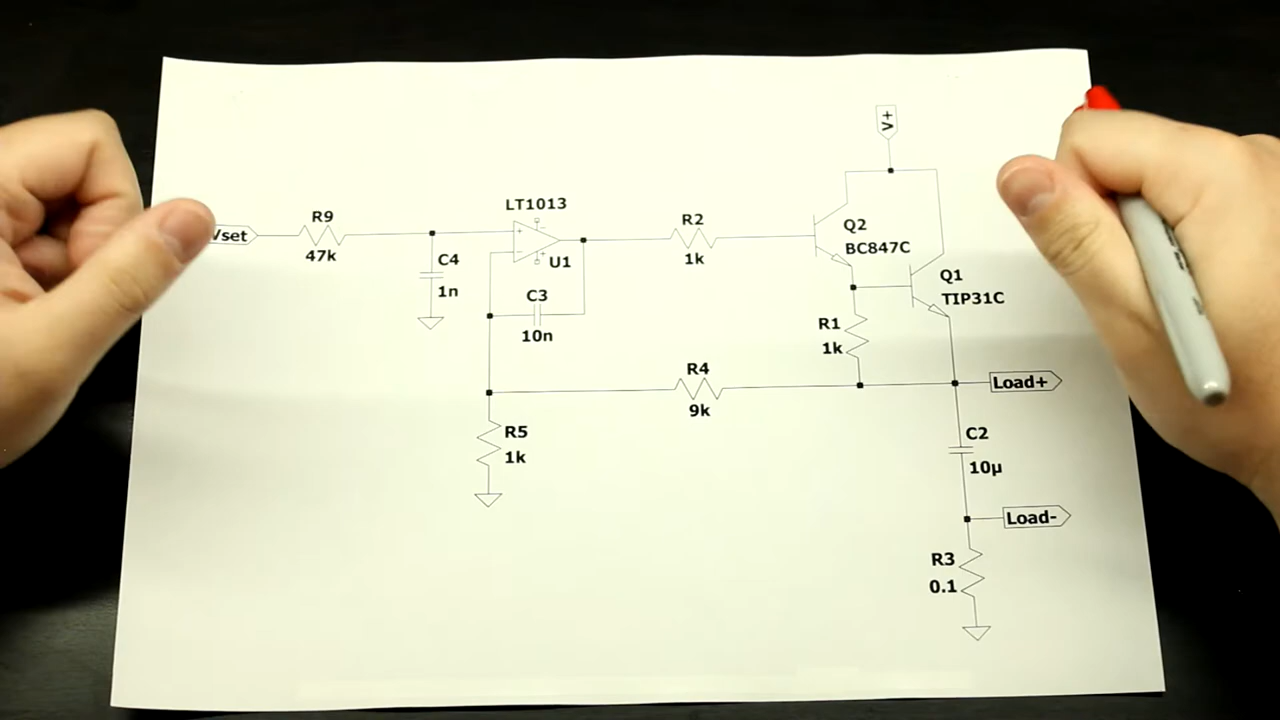 V+
LT1013
R9
R2
Q2
Vset
BC847C
47k
C4
U1
1k
Q1
1n
C3
TIP31C
10n
R1
1k
R4
Load+
9k
R5
C2
1k
10µ
Load-
R3
0.1